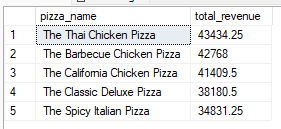 pizza_name total_revenue
1 The Thai Chicken Pizza 43434.25
2 The Barbecue Chicken Pizza 42768
3 The California Chicken Pizza 41409.5
4 The Classic Deluxe Pizza 38180.5
5 The Spicy Italian Pizza 34831.25